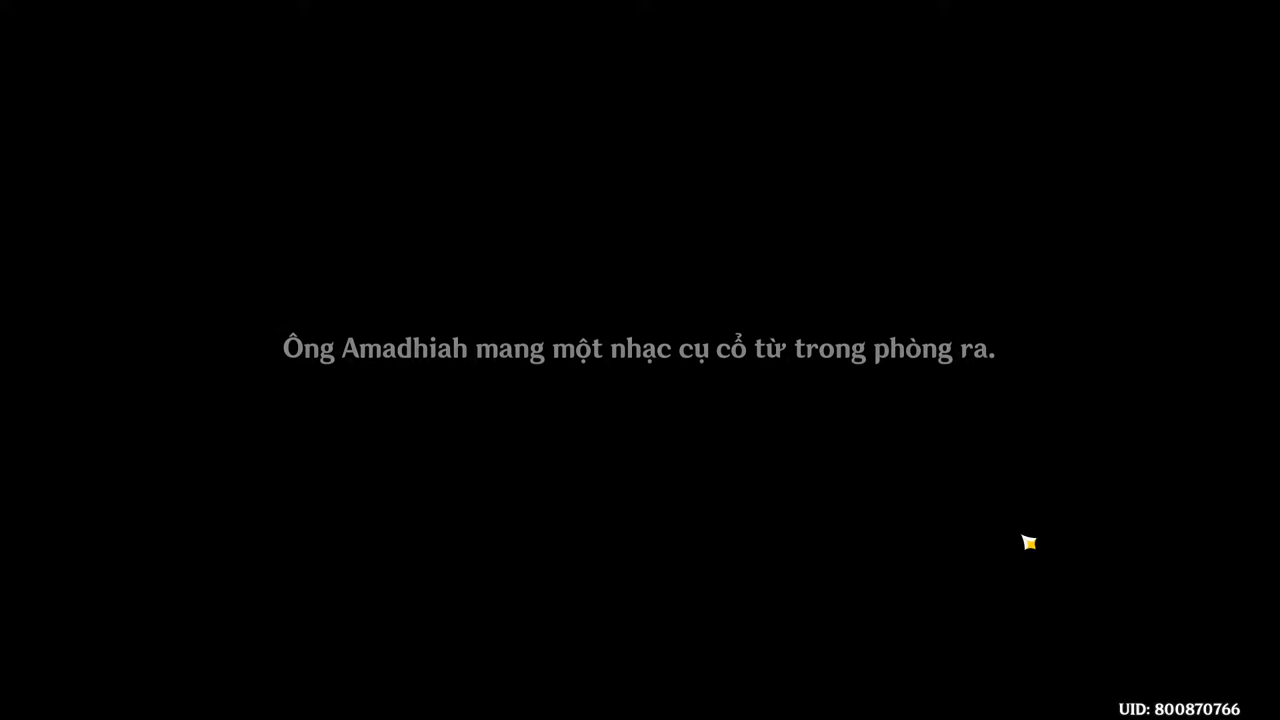 Ông Amadhiah mang một nhạc cụ cổ từ trong phòng ra.
UID: 800870766